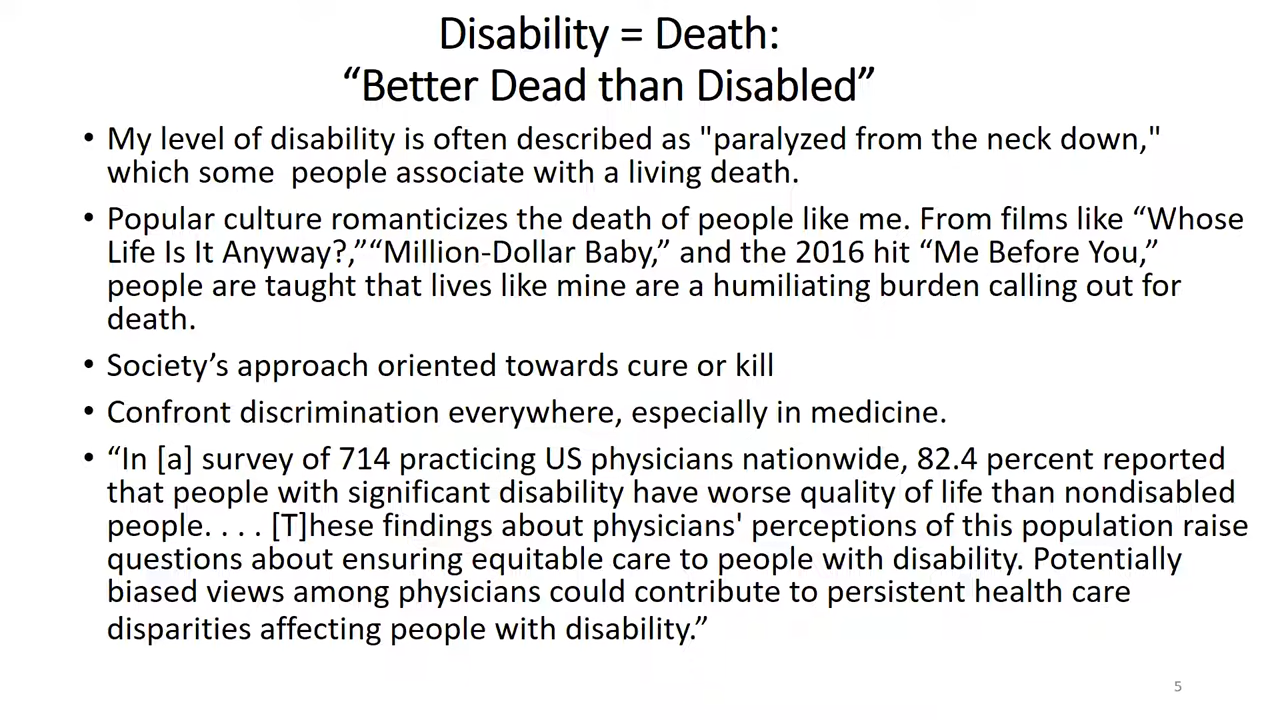 Disability = Death:
“Better Dead than Disabled”
• My level of disability is often described as "paralyzed from the neck down,"
which some  people associate with a living death.
• Popular culture romanticizes the death of people like me. From films like “Whose
Life Is It Anyway?,”“Million-Dollar Baby,” and the 2016 hit “Me Before You,”
people are taught that lives like mine are a humiliating burden calling out for
death.
• Society’s approach oriented towards cure or kill
• Confront discrimination everywhere, especially in medicine.
• “In [a] survey of 714 practicing US physicians nationwide, 82.4 percent reported
that people with significant disability have worse quality of life than nondisabled
people. . . . [T]hese findings about physicians' perceptions of this population raise
questions about ensuring equitable care to people with disability. Potentially
biased views among physicians could contribute to persistent health care
disparities affecting people with disability.”
5